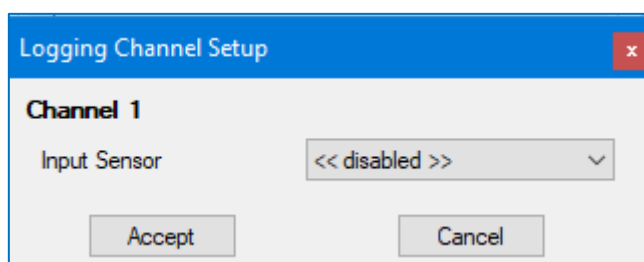 Logging Channel Setup x
Channel 1
Input Sensor << disabled >>
Accept Cancel